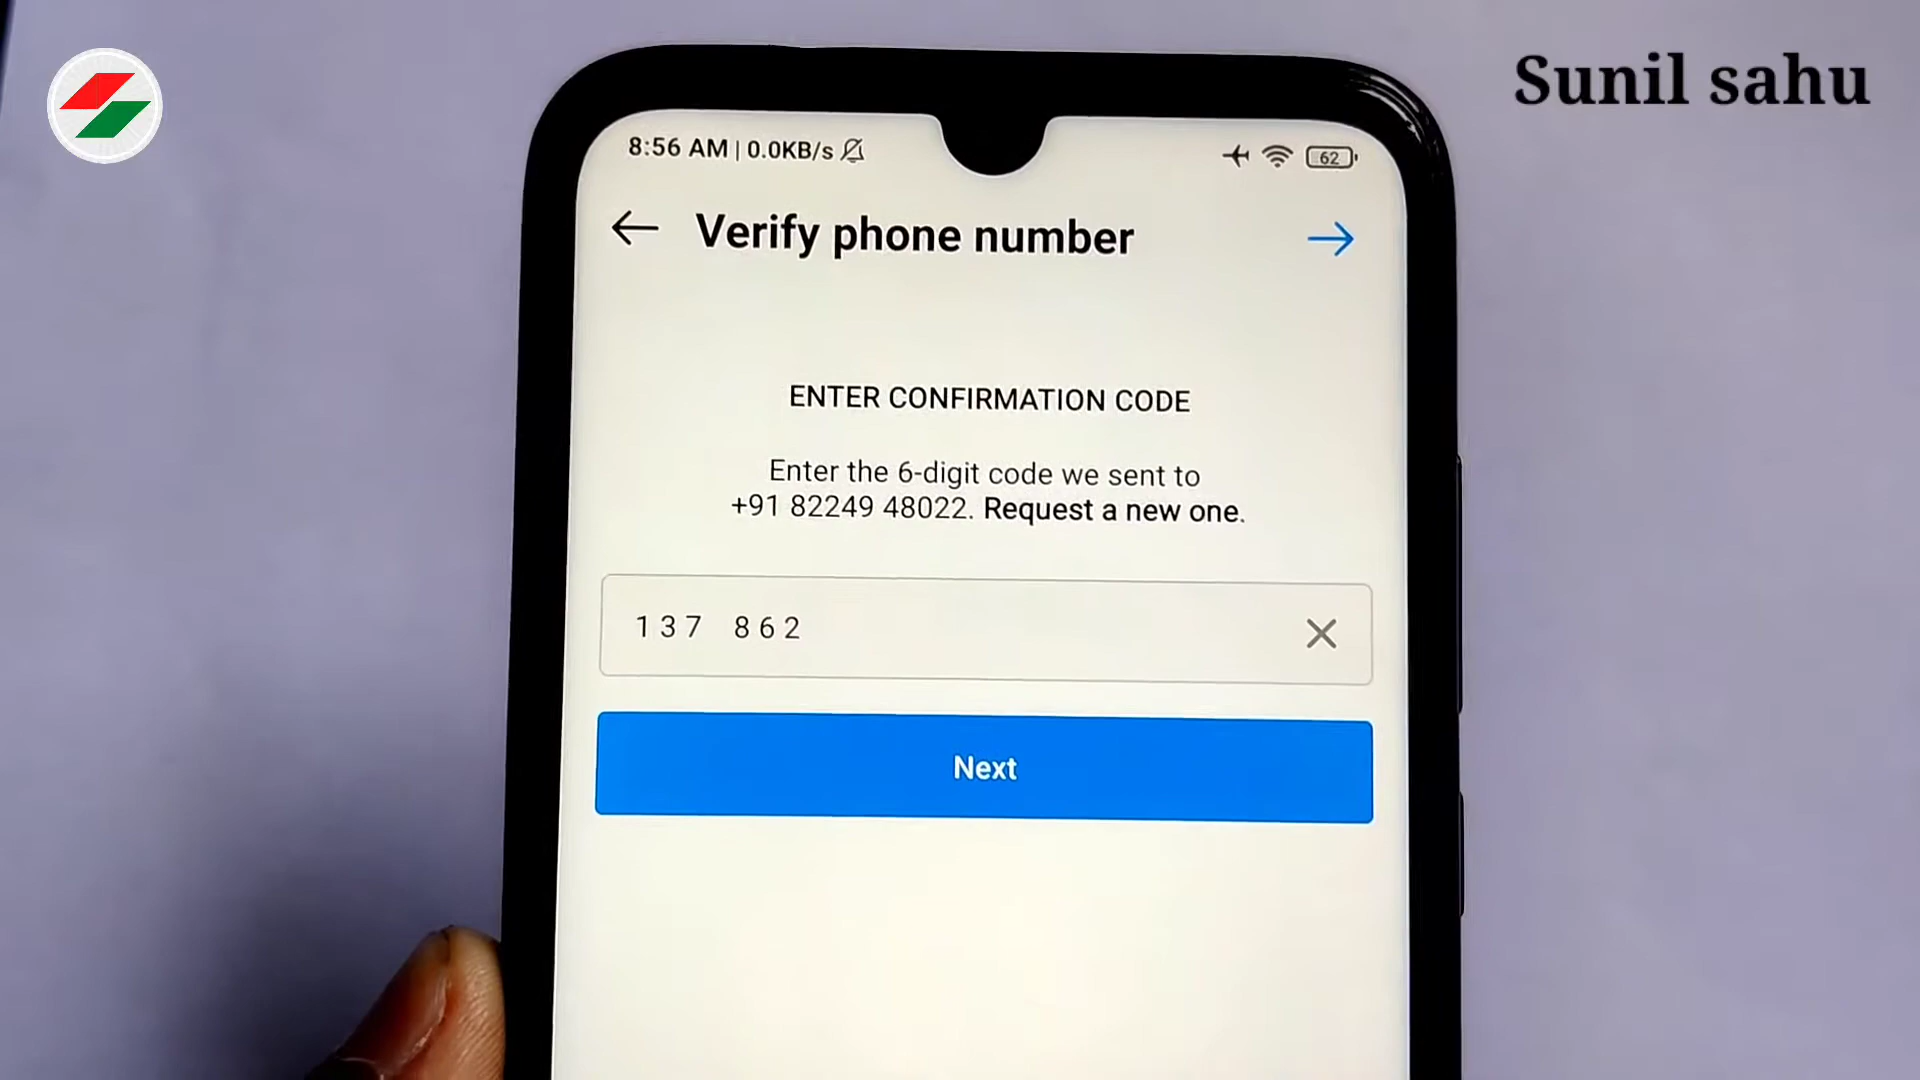 Sunil sahu
8:56 AM | 0.0KB/s
62
Verify phone number
ENTER CONFIRMATION CODE
Enter the 6-digit code we sent to
+91 82249 48022. Request a new one.
137 862
Next